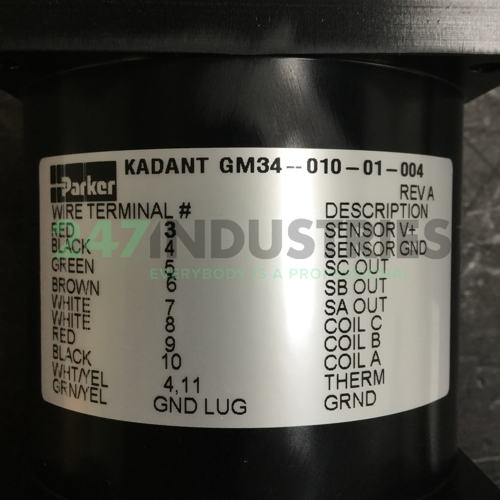 Parker KADANT GM34--010-01-004
REV A
WIRE TERMINAL # DESCRIPTION
RED 3 SENSOR V+
BLACK 4 SENSOR GND
GREEN 5 SC OUT
BROWN 6 SB OUT
WHITE 7 SA OUT
WHITE 8 COIL C
RED 9 COIL B
BLACK 10 COIL A
WHT/YEL 4,11 THERM
GRN/YEL GND LUG GRND
247INDUSTRIES
EVERYBODY IS A PROFESSIONAL